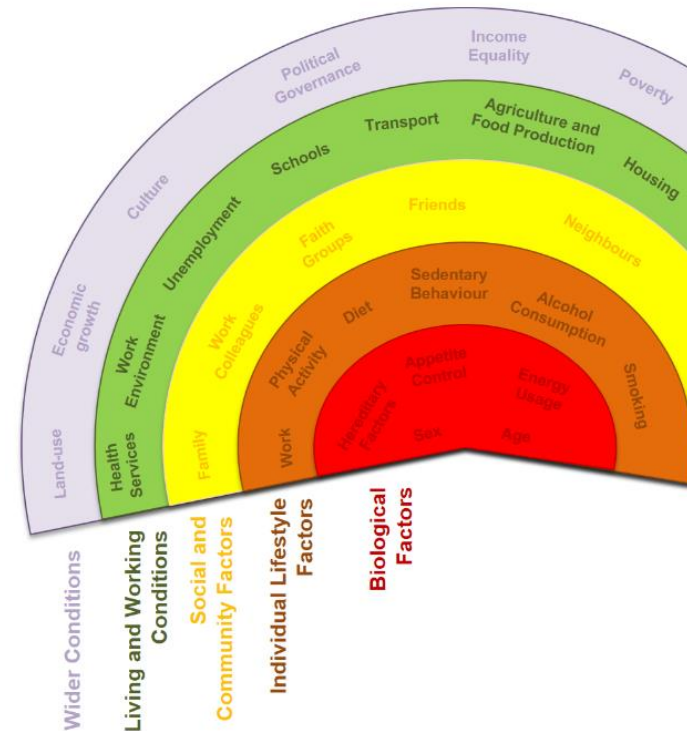 Land-use
Economic
growth
Culture
Political
Governance
Income
Equality
Poverty
Health
Services
Work
Environment
Unemployment
Schools
Transport
Agriculture and
Food Production
Housing
Family
Work
Colleagues
Faith
Groups
Friends
Neighbours
Work
Physical
Activity
Diet
Sedentary
Behaviour
Alcohol
Consumption
Smoking
Hereditary
Factors
Appetite
Control
Energy
Usage
Sex
Age
Wider Conditions
Living and Working
Conditions
Social and
Community Factors
Individual Lifestyle
Factors
Biological
Factors